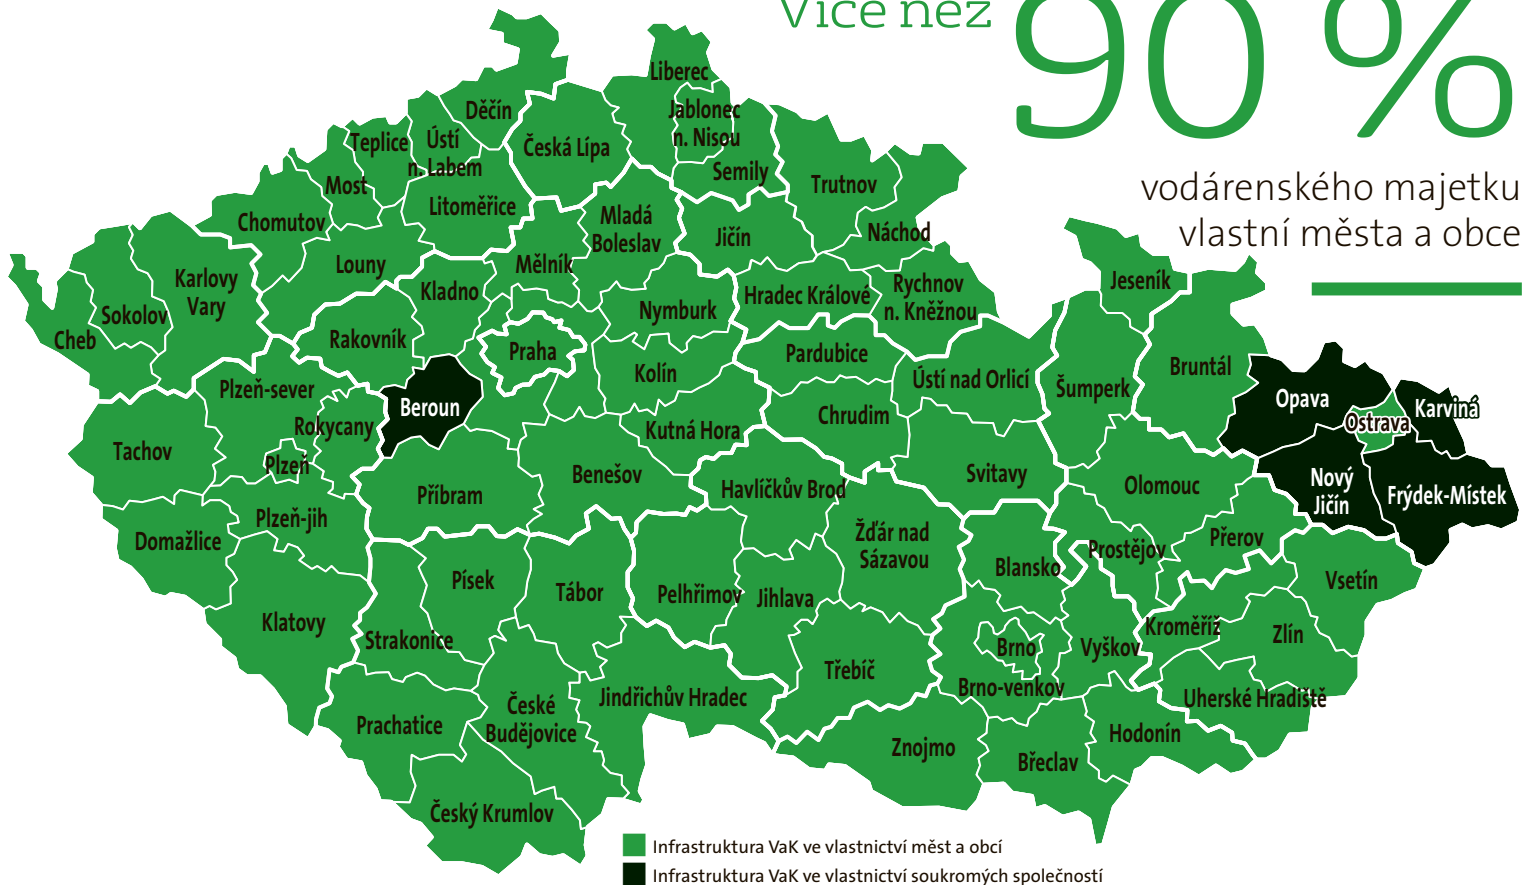 Více než
90 %
vodárenského majetku
vlastní města a obce
Liberec
Děčín
Jablonec
n. Nisou
Teplice
Ústí
n. Labem
Česká Lípa
Semily
Most
Trutnov
Litoměřice
Chomutov
Mladá
Boleslav
Jičín
Náchod
Louny
Mělník
Karlovy
Vary
Kladno
Jeseník
Rychnov
n. Kněžnou
Hradec Králové
Nymburk
Sokolov
Cheb
Rakovník
Praha
Pardubice
Bruntál
Kolín
Ústí nad Orlicí
Šumperk
Plzeň-sever
Beroun
Opava
Karviná
Chrudim
Ostrava
Rokycany
Kutná Hora
Tachov
Plzeň
Benešov
Svitavy
Olomouc
Nový
Jičín
Frýdek-Místek
Příbram
Havlíčkův Brod
Plzeň-jih
Domažlice
Žďár nad
Sázavou
Přerov
Prostějov
Blansko
Písek
Tábor
Pelhřimov
Jihlava
Vsetín
Klatovy
Strakonice
Kroměříž
Zlín
Brno
Vyškov
Třebíč
Brno-venkov
Jindřichův Hradec
Uherské Hradiště
České
Budějovice
Prachatice
Hodonín
Znojmo
Břeclav
Český Krumlov
Infrastruktura VaK ve vlastnictví měst a obcí
Infrastruktura VaK ve vlastnictví soukromých společností